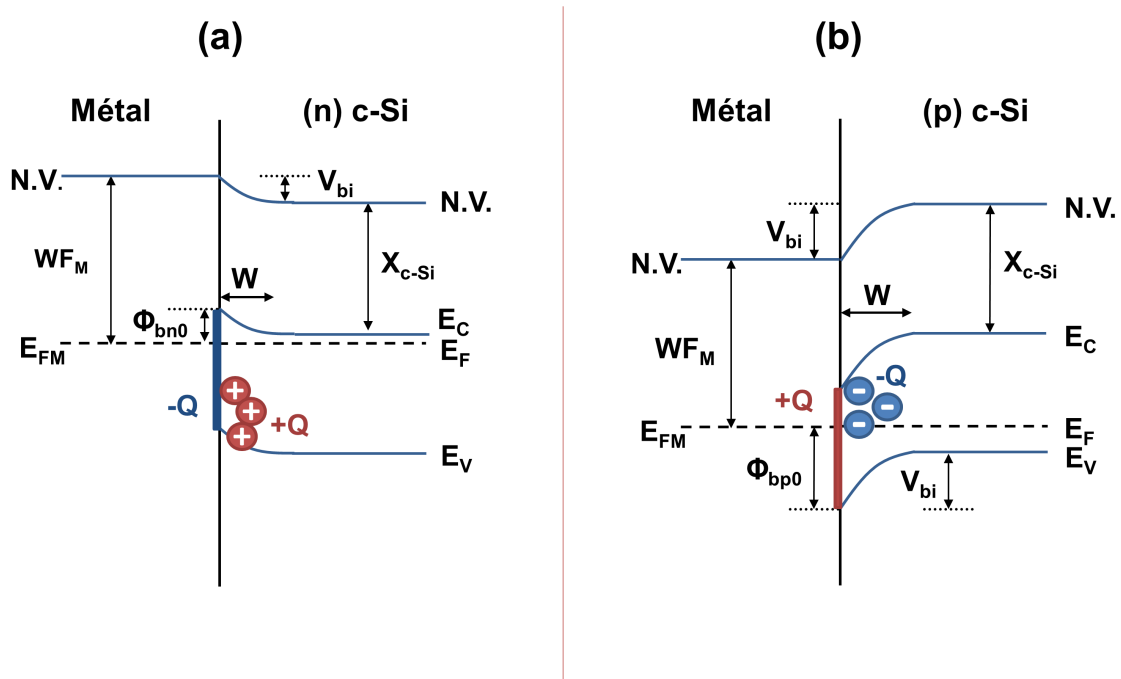 (a)
Métal
(n) c-Si
N.V.
V_bi
N.V.
WF_M
X_c-Si
W
Φ_bn0
E_C
E_FM
E_F
-Q
+
+
+
+Q
E_V
(b)
Métal
(p) c-Si
N.V.
V_bi
N.V.
X_c-Si
W
WF_M
E_C
-Q
+Q
-
-
-
E_FM
E_F
E_V
Φ_bp0
V_bi